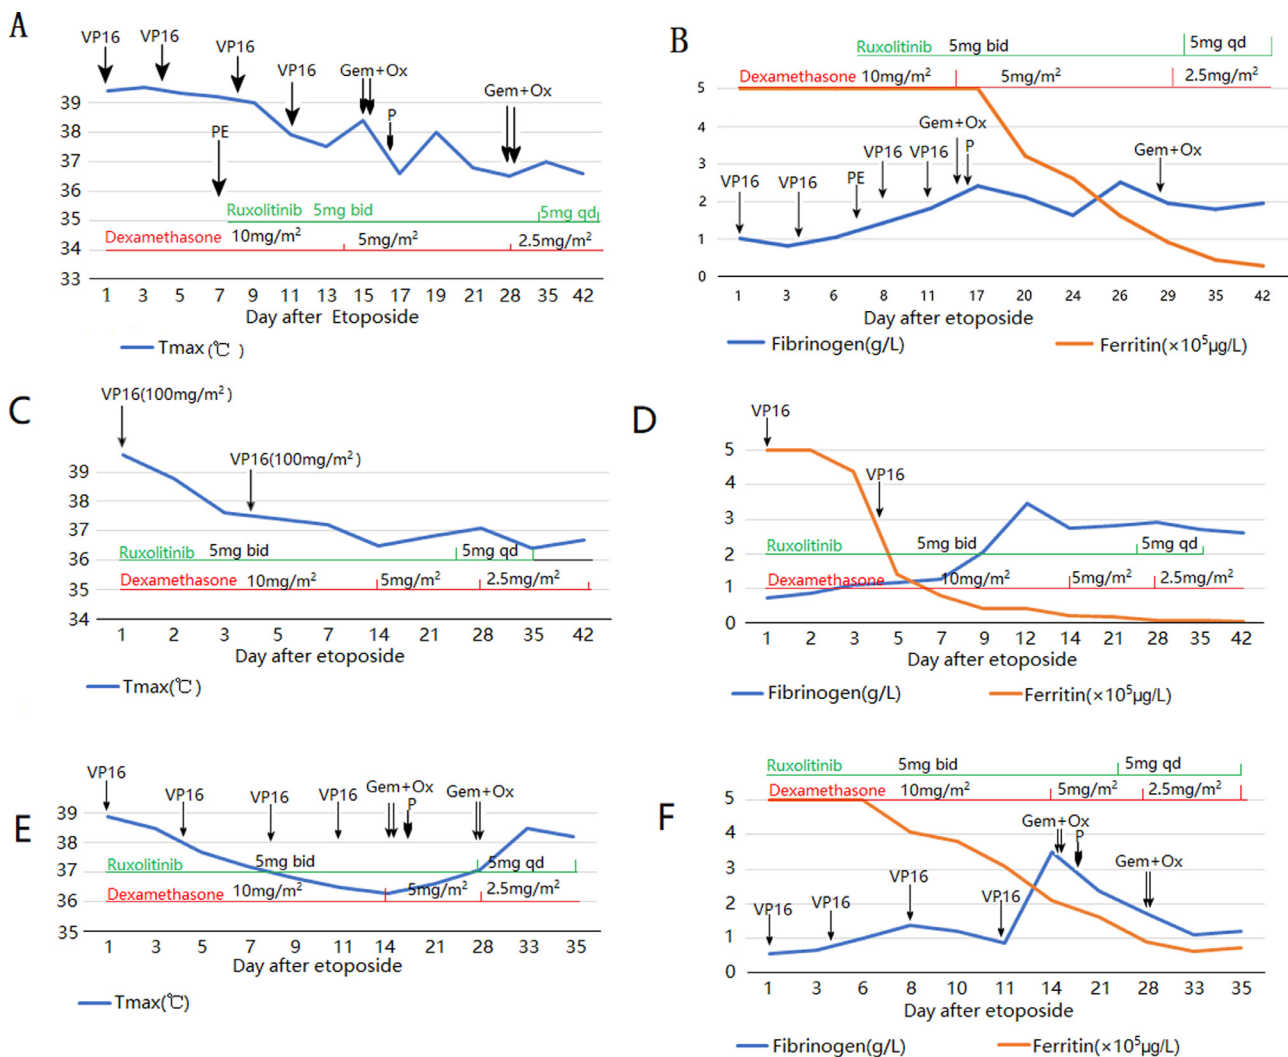 A
VP16
VP16
VP16
VP16
Gem+Ox
P
Gem+Ox
PE
39
38
37
36
35
34
33
Ruxolitinib 5mg bid
5mg qd
Dexamethasone 10mg/m²
5mg/m²
2.5mg/m²
1 3 5 7 9 11 13 15 17 19 21 28 35 42
Day after Etoposide
Tmax(℃)
B
Ruxolitinib 5mg bid
5mg qd
Dexamethasone 10mg/m²
5mg/m²
2.5mg/m²
5
4
3
2
1
0
VP16
VP16
PE
VP16
VP16
Gem+Ox
P
Gem+Ox
1 3 6 8 11 17 20 24 26 29 35 42
Day after etoposide
Fibrinogen(g/L)
Ferritin(×10⁵μg/L)
C
VP16(100mg/m²)
VP16(100mg/m²)
39
38
37
36
35
34
Ruxolitinib 5mg bid
5mg qd
Dexamethasone 10mg/m²
5mg/m²
2.5mg/m²
1 2 3 5 7 14 21 28 35 42
Day after etoposide
Tmax(℃)
D
VP16
VP16
5
4
3
2
1
0
Ruxolitinib 5mg bid
5mg qd
Dexamethasone 10mg/m²
5mg/m²
2.5mg/m²
1 2 3 5 7 9 12 14 21 28 35 42
Day after etoposide
Fibrinogen(g/L)
Ferritin(×10⁵μg/L)
E
VP16
VP16
VP16
VP16
Gem+Ox
P
Gem+Ox
39
38
37
36
35
Ruxolitinib 5mg bid
5mg qd
Dexamethasone 10mg/m²
5mg/m²
2.5mg/m²
1 3 5 7 9 11 14 21 28 33 35
Day after etoposide
Tmax(℃)
F
Ruxolitinib 5mg bid
5mg qd
Dexamethasone 10mg/m²
5mg/m²
2.5mg/m²
5
4
3
2
1
0
VP16
VP16
VP16
VP16
Gem+Ox
P
Gem+Ox
1 3 6 8 10 11 14 21 28 33 35
Day after etoposide
Fibrinogen(g/L)
Ferritin(×10⁵μg/L)